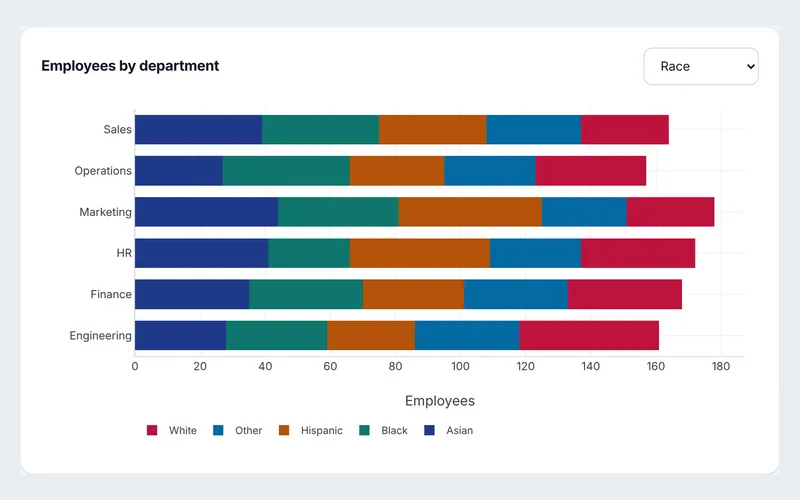 Employees by department
Race
Sales
Operations
Marketing
HR
Finance
Engineering
0 20 40 60 80 100 120 140 160 180
Employees
White Other Hispanic Black Asian